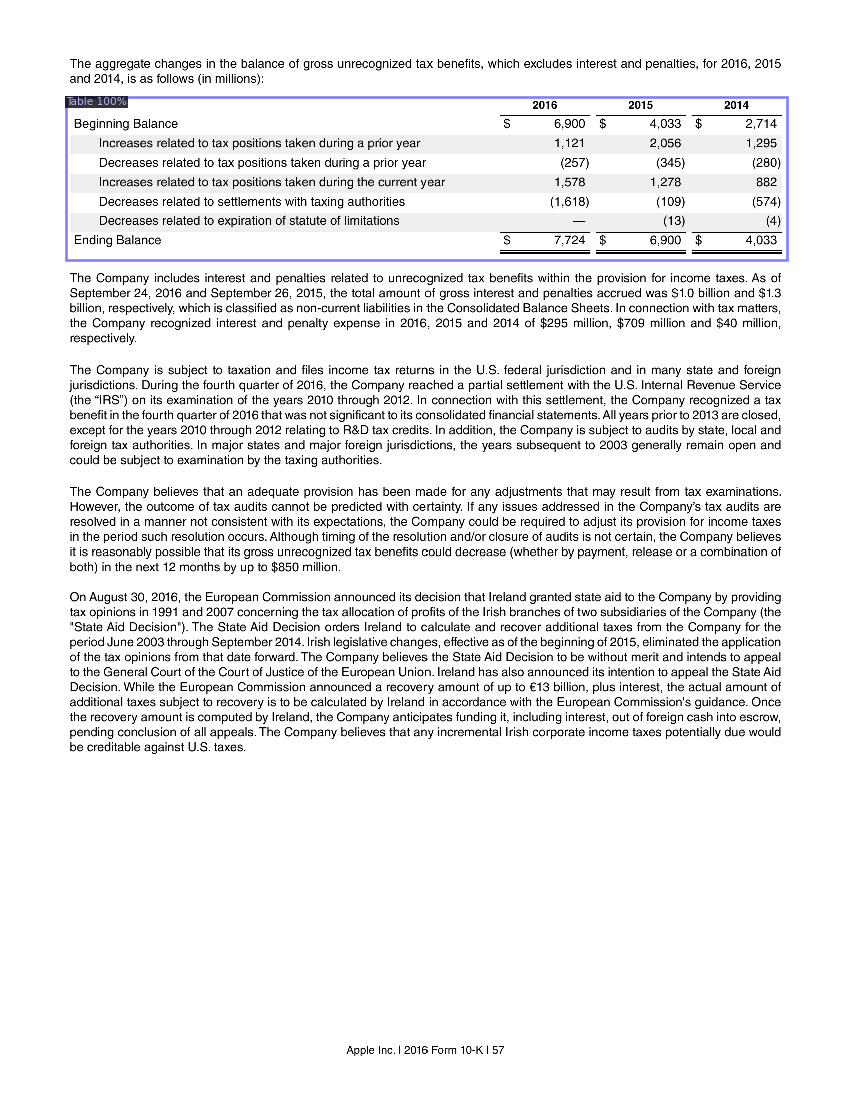 The aggregate changes in the balance of gross unrecognized tax benefits, which excludes interest and penalties, for 2016, 2015
and 2014, is as follows (in millions):
Table 100%
2016 2015 2014
Beginning Balance $ 6,900 $ 4,033 $ 2,714
Increases related to tax positions taken during a prior year 1,121 2,056 1,295
Decreases related to tax positions taken during a prior year (257) (345) (280)
Increases related to tax positions taken during the current year 1,578 1,278 882
Decreases related to settlements with taxing authorities (1,618) (109) (574)
Decreases related to expiration of statute of limitations — (13) (4)
Ending Balance $ 7,724 $ 6,900 $ 4,033
The Company includes interest and penalties related to unrecognized tax benefits within the provision for income taxes. As of
September 24, 2016 and September 26, 2015, the total amount of gross interest and penalties accrued was $1.0 billion and $1.3
billion, respectively, which is classified as non-current liabilities in the Consolidated Balance Sheets. In connection with tax matters,
the Company recognized interest and penalty expense in 2016, 2015 and 2014 of $295 million, $709 million and $40 million,
respectively.
The Company is subject to taxation and files income tax returns in the U.S. federal jurisdiction and in many state and foreign
jurisdictions. During the fourth quarter of 2016, the Company reached a partial settlement with the U.S. Internal Revenue Service
(the “IRS”) on its examination of the years 2010 through 2012. In connection with this settlement, the Company recognized a tax
benefit in the fourth quarter of 2016 that was not significant to its consolidated financial statements. All years prior to 2013 are closed,
except for the years 2010 through 2012 relating to R&D tax credits. In addition, the Company is subject to audits by state, local and
foreign tax authorities. In major states and major foreign jurisdictions, the years subsequent to 2003 generally remain open and
could be subject to examination by the taxing authorities.
The Company believes that an adequate provision has been made for any adjustments that may result from tax examinations.
However, the outcome of tax audits cannot be predicted with certainty. If any issues addressed in the Company’s tax audits are
resolved in a manner not consistent with its expectations, the Company could be required to adjust its provision for income taxes
in the period such resolution occurs. Although timing of the resolution and/or closure of audits is not certain, the Company believes
it is reasonably possible that its gross unrecognized tax benefits could decrease (whether by payment, release or a combination of
both) in the next 12 months by up to $850 million.
On August 30, 2016, the European Commission announced its decision that Ireland granted state aid to the Company by providing
tax opinions in 1991 and 2007 concerning the tax allocation of profits of the Irish branches of two subsidiaries of the Company (the
"State Aid Decision"). The State Aid Decision orders Ireland to calculate and recover additional taxes from the Company for the
period June 2003 through September 2014. Irish legislative changes, effective as of the beginning of 2015, eliminated the application
of the tax opinions from that date forward. The Company believes the State Aid Decision to be without merit and intends to appeal
to the General Court of the Court of Justice of the European Union. Ireland has also announced its intention to appeal the State Aid
Decision. While the European Commission announced a recovery amount of up to €13 billion, plus interest, the actual amount of
additional taxes subject to recovery is to be calculated by Ireland in accordance with the European Commission's guidance. Once
the recovery amount is computed by Ireland, the Company anticipates funding it, including interest, out of foreign cash into escrow,
pending conclusion of all appeals. The Company believes that any incremental Irish corporate income taxes potentially due would
be creditable against U.S. taxes.
Apple Inc. | 2016 Form 10-K | 57